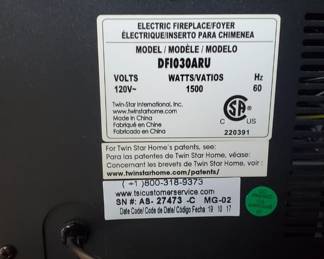 ELECTRIC FIREPLACE/FOYER
ÉLECTRIQUE/INSERTO PARA CHIMENEA
MODEL / MODÈLE / MODELO
DFI030ARU
VOLTS WATTS/VATIOS Hz
120V~ 1500 60
Twin-Star International, Inc.
www.twinstarhome.com
Made in China
Fabriqué en Chine
Fabricado en China
C US
220391
For Twin Star Home's patents, see:
Para las patentes de Twin Star Home, véase:
Concernant les brevets de Twin Star Home, voir :
www.twinstarhome.com/patents/
(+1)800-318-9373
www.tsicustomerservice.com
SN #: AS- 27473 -C MG-02
Date Code/ Code de Date/ Código Fecha 19 10 17